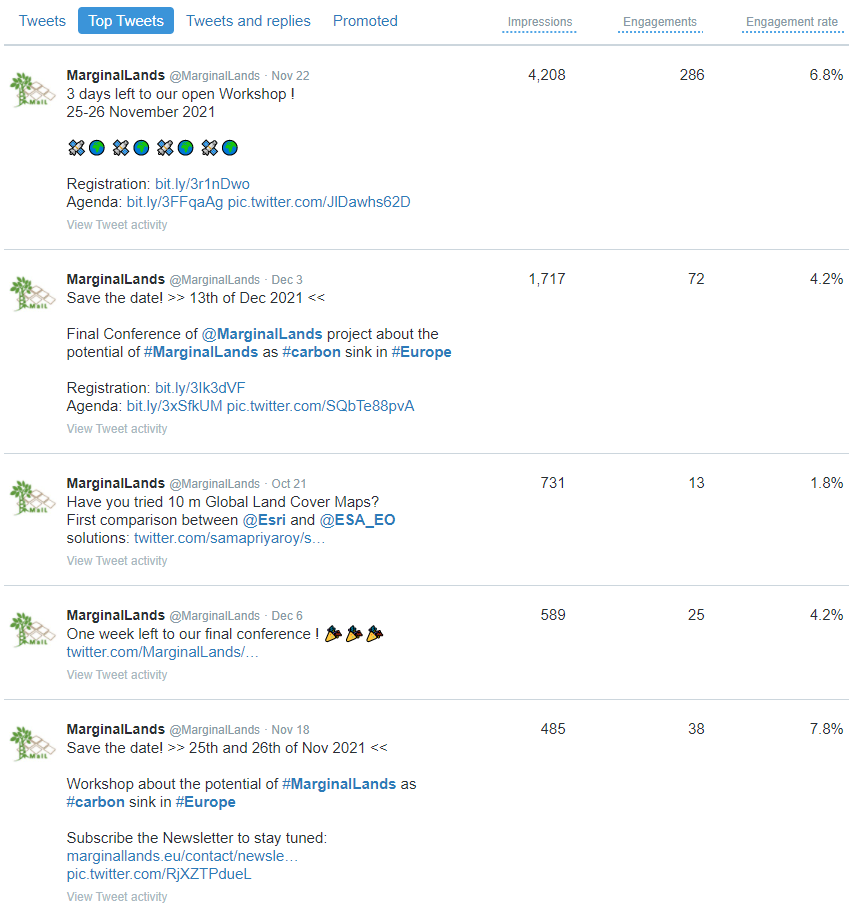 Tweets Top Tweets Tweets and replies Promoted Impressions Engagements Engagement rate
MarginalLands @MarginalLands · Nov 22 4,208 286 6.8%
3 days left to our open Workshop !
25-26 November 2021
Registration: bit.ly/3r1nDwo
Agenda: bit.ly/3FFqaAg pic.twitter.com/JIDawhs62D
View Tweet activity
MarginalLands @MarginalLands · Dec 3 1,717 72 4.2%
Save the date! >> 13th of Dec 2021 <<
Final Conference of @MarginalLands project about the
potential of #MarginalLands as #carbon sink in #Europe
Registration: bit.ly/3Ik3dVF
Agenda: bit.ly/3xSfkUM pic.twitter.com/SQbTe88pvA
View Tweet activity
MarginalLands @MarginalLands · Oct 21 731 13 1.8%
Have you tried 10 m Global Land Cover Maps?
First comparison between @Esri and @ESA_EO
solutions: twitter.com/samapriyaroy/s…
View Tweet activity
MarginalLands @MarginalLands · Dec 6 589 25 4.2%
One week left to our final conference !
twitter.com/MarginalLands/…
View Tweet activity
MarginalLands @MarginalLands · Nov 18 485 38 7.8%
Save the date! >> 25th and 26th of Nov 2021 <<
Workshop about the potential of #MarginalLands as
#carbon sink in #Europe
Subscribe the Newsletter to stay tuned:
marginallands.eu/contact/newsle…
pic.twitter.com/RjXZTPdueL
View Tweet activity